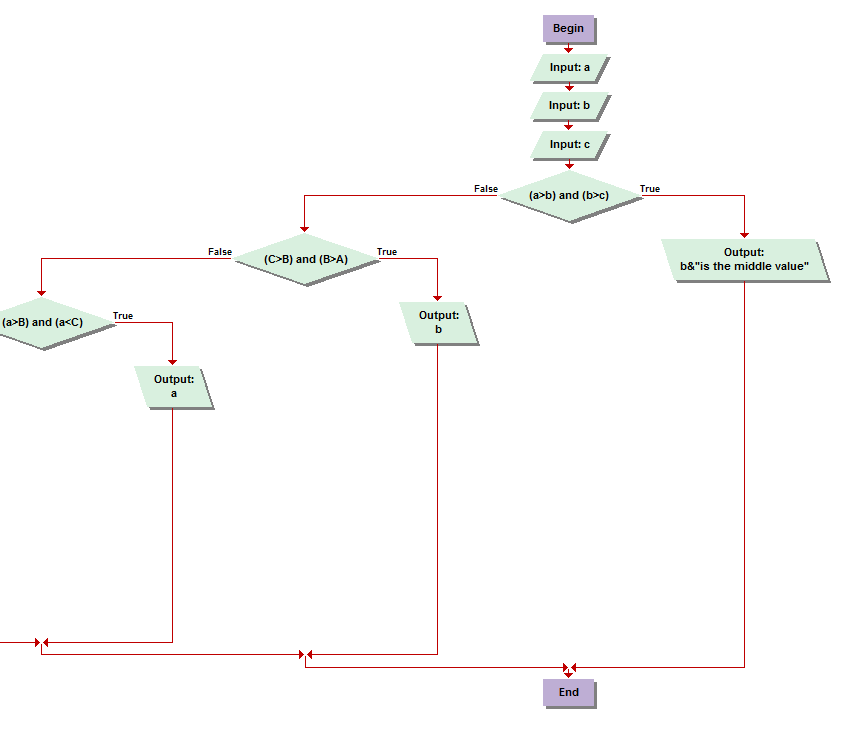 Begin
Input: a
Input: b
Input: c
(a>b) and (b>c)
False
True
Output:
b&"is the middle value"
(C>B) and (B>A)
False
True
Output:
b
(a>B) and (a<C)
True
Output:
a
End